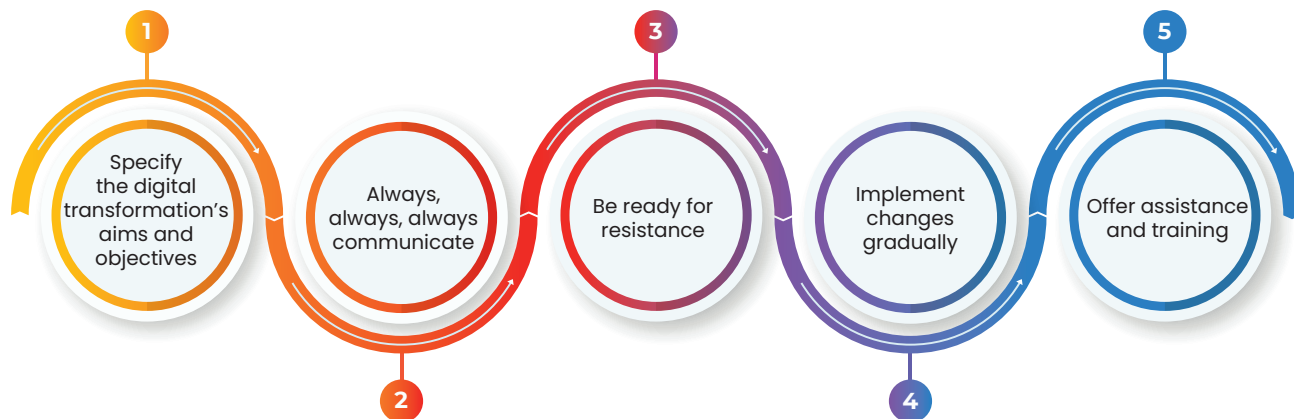 1
Specify
the digital
transformation's
aims and
objectives
2
Always,
always, always
communicate
3
Be ready for
resistance
4
Implement
changes
gradually
5
Offer assistance
and training